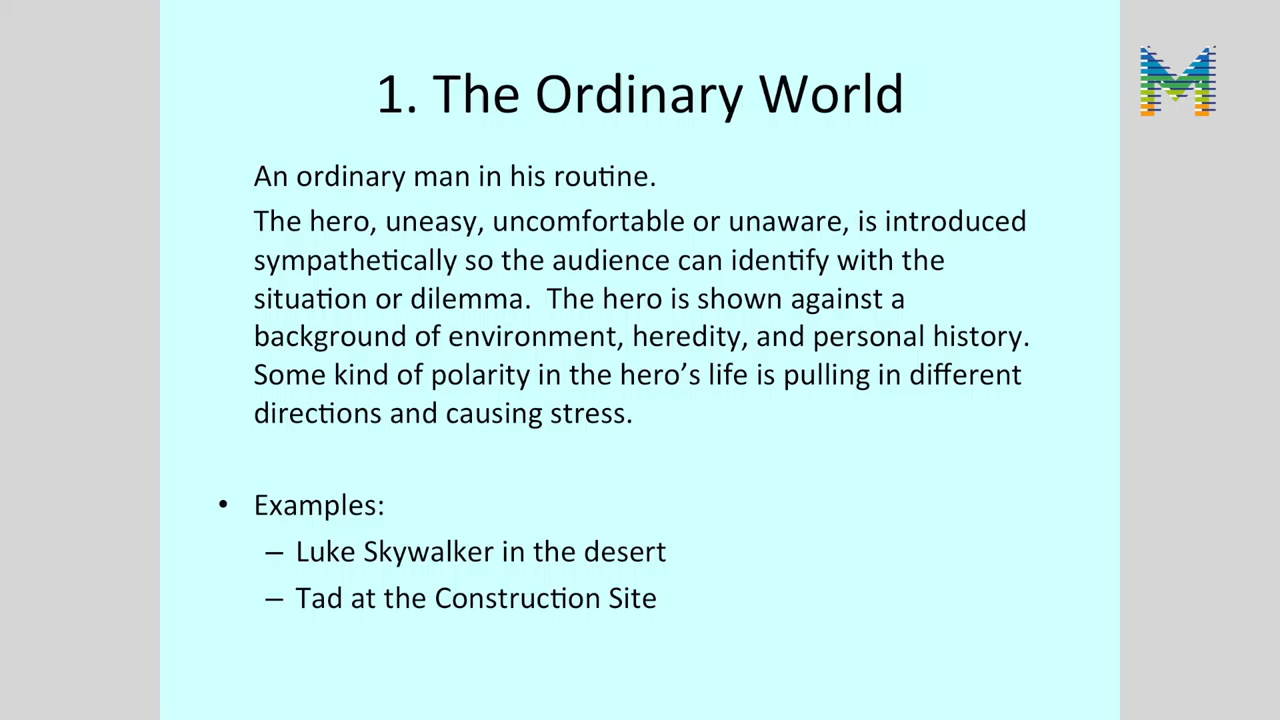 1. The Ordinary World
An ordinary man in his routine.
The hero, uneasy, uncomfortable or unaware, is introduced
sympathetically so the audience can identify with the
situation or dilemma.  The hero is shown against a
background of environment, heredity, and personal history.
Some kind of polarity in the hero’s life is pulling in different
directions and causing stress.
• Examples:
– Luke Skywalker in the desert
– Tad at the Construction Site
M